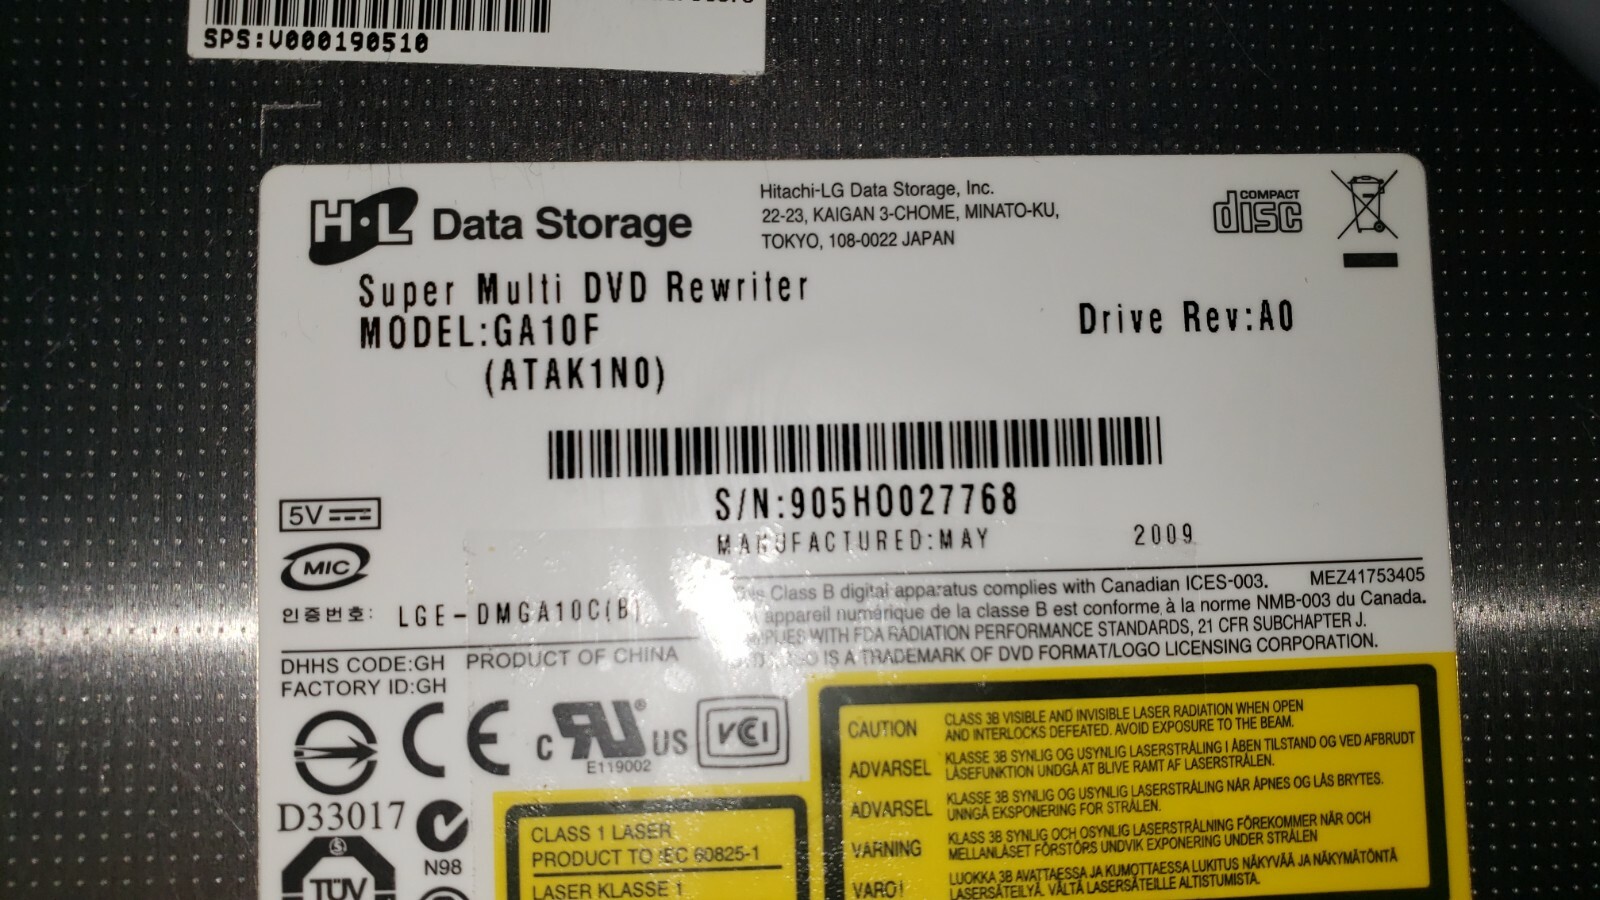 SPS:V000190510
H·L Data Storage
Hitachi-LG Data Storage, Inc.
22-23, KAIGAN 3-CHOME, MINATO-KU,
TOKYO, 108-0022 JAPAN
COMPACT
disc
Super Multi DVD Rewriter
MODEL:GA10F
(ATAK1N0)
Drive Rev:A0
S/N:905HO027768
MANUFACTURED:MAY 2009
5V
MIC
인증번호: LGE-DMGA10C(B)
Class B digital apparatus complies with Canadian ICES-003. MEZ41753405
appareil numérique de la classe B est conforme à la norme NMB-003 du Canada.
WITH FDA RADIATION PERFORMANCE STANDARDS, 21 CFR SUBCHAPTER J.
IS A TRADEMARK OF DVD FORMAT/LOGO LICENSING CORPORATION.
DHHS CODE:GH PRODUCT OF CHINA
FACTORY ID:GH
CE
c RU® US
E119002
VCI
D33017
N98
TÜV
CLASS 1 LASER
PRODUCT TO IEC 60825-1
LASER KLASSE 1
CAUTION CLASS 3B VISIBLE AND INVISIBLE LASER RADIATION WHEN OPEN
AND INTERLOCKS DEFEATED. AVOID EXPOSURE TO THE BEAM.
ADVARSEL KLASSE 3B SYNLIG OG USYNLIG LASERSTRÅLING I ÅBEN TILSTAND OG VED AFBRUDT
LÅSEFUNKTION UNDGÅ AT BLIVE RAMT AF LASERSTRÅLEN.
ADVARSEL KLASSE 3B SYNLIG OG USYNLIG LASERSTRÅLING NÅR ÅPNES OG LÅS BRYTES.
UNNGÅ EKSPONERING FOR STRÅLEN.
VARNING KLASS 3B SYNLIG OCH OSYNLIG LASERSTRÅLNING FÖREKOMMER NÄR OCH
MELLANLÅSET FÖRSTÖRS UNDVIK EXPONERING UNDER STRÅLEN
VARO! LUOKKA 3B AVATTAESSA JA KUMOTTAESSA LUKITUS NÄKYVÄÄ JA NÄKYMÄTÖNTÄ
LASERSÄTEILYÄ. VÄLTÄ LASERSÄTEILLE ALTISTUMISTA.